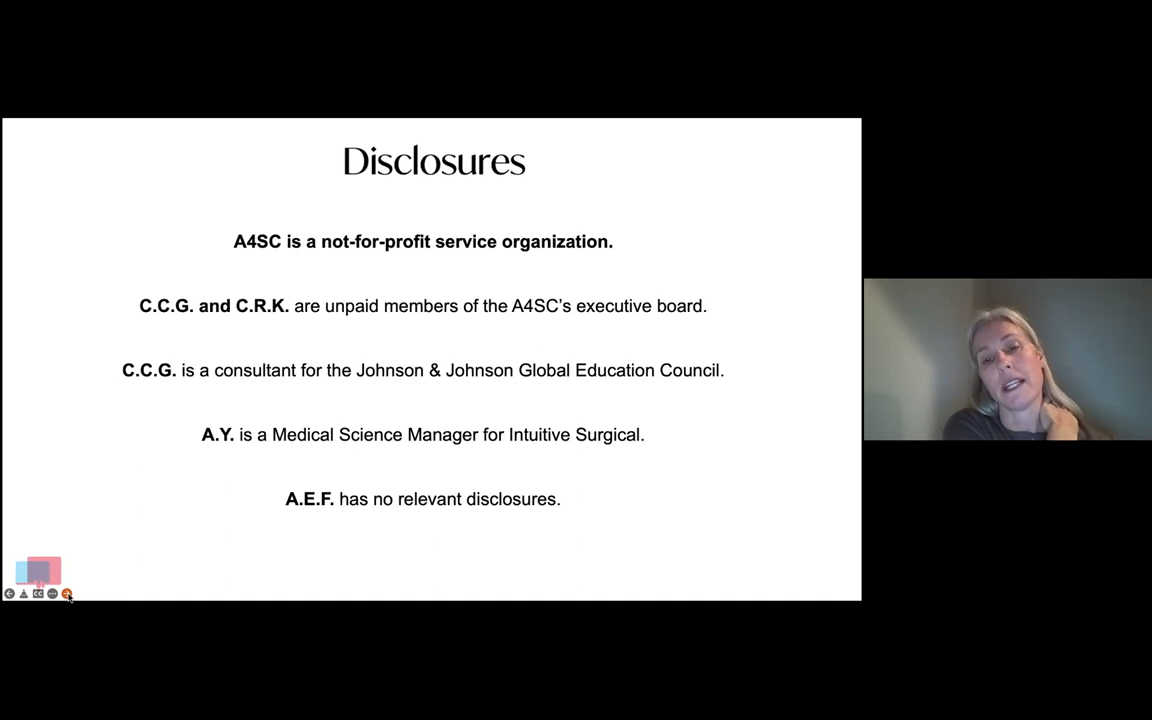 Disclosures
A4SC is a not-for-profit service organization.
C.C.G. and C.R.K. are unpaid members of the A4SC’s executive board.
C.C.G. is a consultant for the Johnson & Johnson Global Education Council.
A.Y. is a Medical Science Manager for Intuitive Surgical.
A.E.F. has no relevant disclosures.
CC